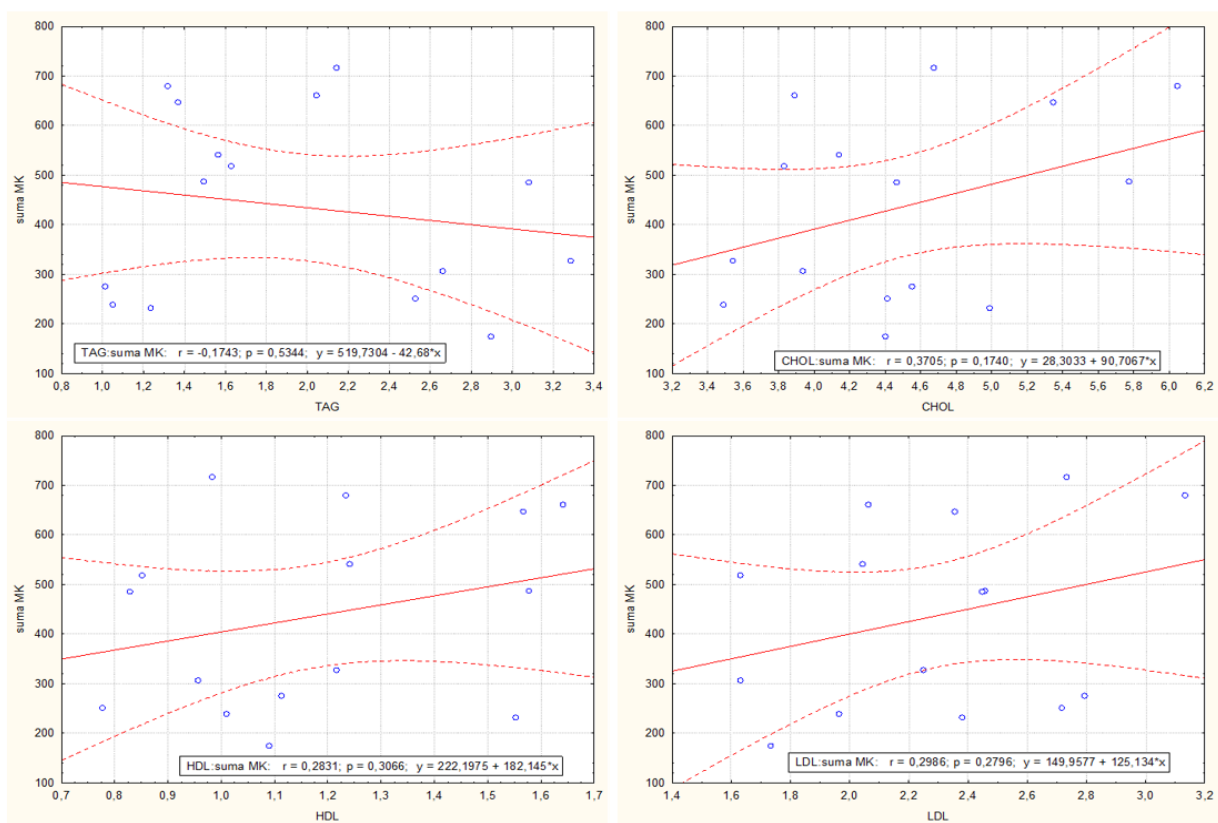 800
700
600
500
400
300
200
100
suma MK
TAG:suma MK: r = -0,1743; p = 0,5344; y = 519,7304 - 42,68*x
0,8 1,0 1,2 1,4 1,6 1,8 2,0 2,2 2,4 2,6 2,8 3,0 3,2 3,4
TAG
800
700
600
500
400
300
200
100
suma MK
CHOL:suma MK: r = 0,3705; p = 0,1740; y = 28,3033 + 90,7067*x
3,2 3,4 3,6 3,8 4,0 4,2 4,4 4,6 4,8 5,0 5,2 5,4 5,6 5,8 6,0 6,2
CHOL
800
700
600
500
400
300
200
100
suma MK
HDL:suma MK: r = 0,2831; p = 0,3066; y = 222,1975 + 182,145*x
0,7 0,8 0,9 1,0 1,1 1,2 1,3 1,4 1,5 1,6 1,7
HDL
800
700
600
500
400
300
200
100
suma MK
LDL:suma MK: r = 0,2986; p = 0,2796; y = 149,9577 + 125,134*x
1,4 1,6 1,8 2,0 2,2 2,4 2,6 2,8 3,0 3,2
LDL